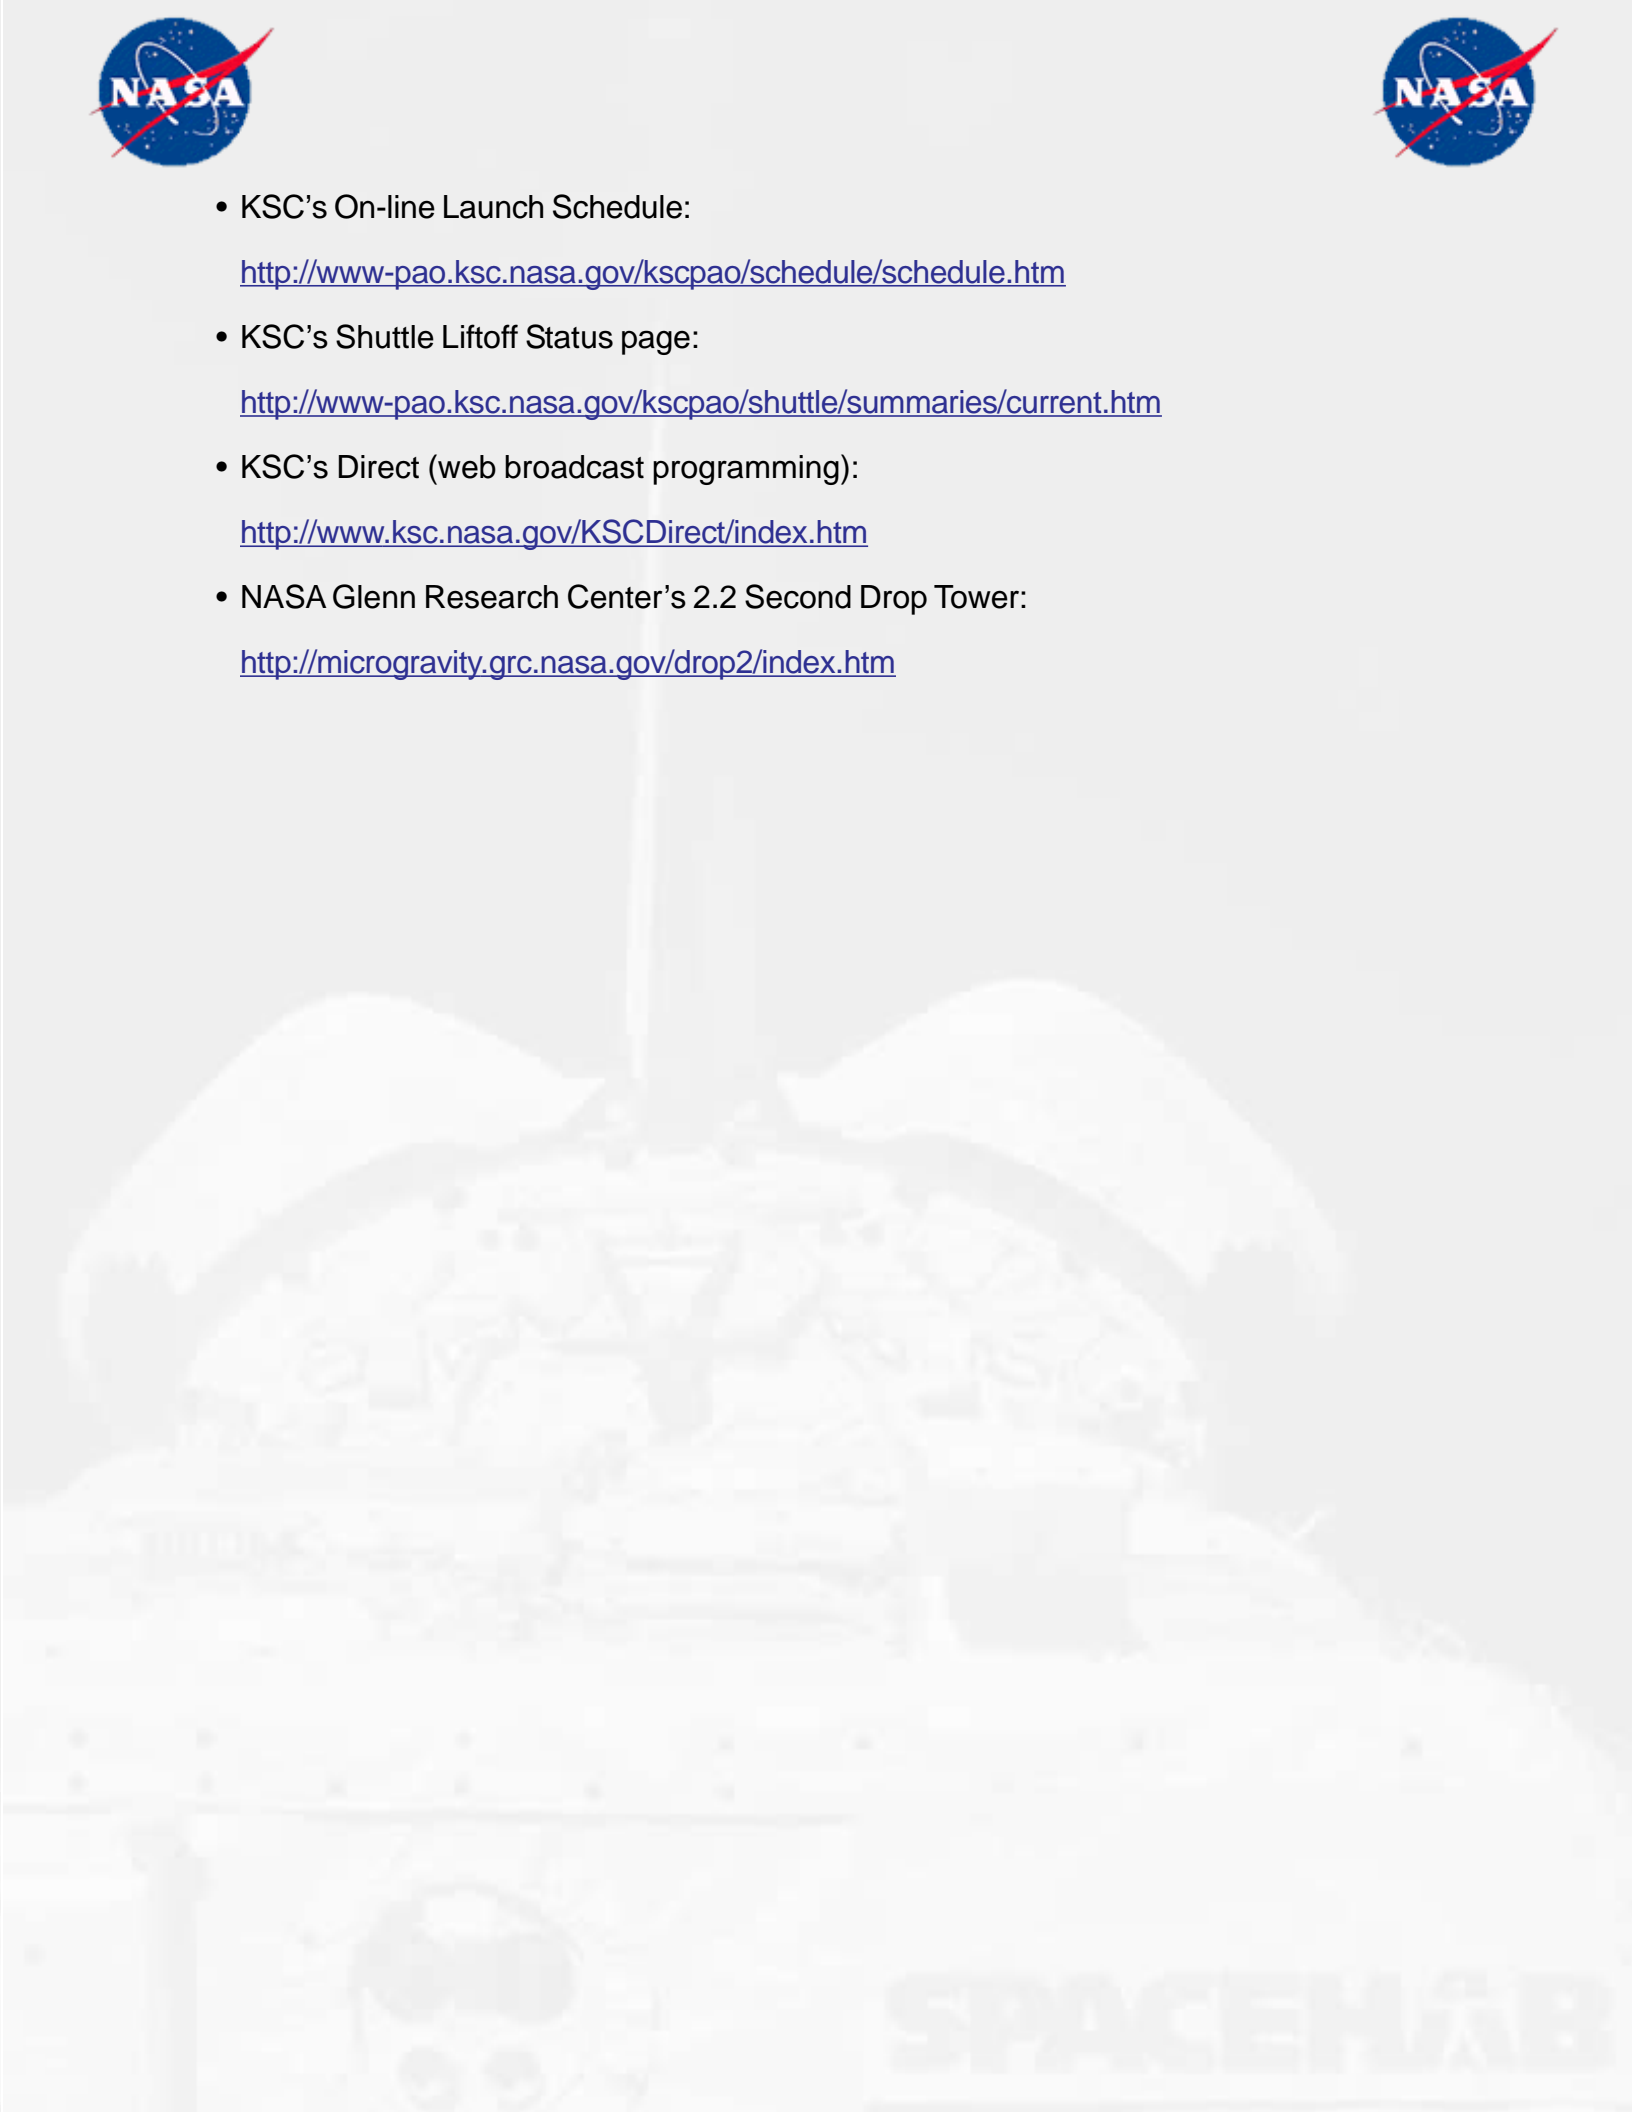 NASA
NASA
• KSC’s On-line Launch Schedule:
http://www-pao.ksc.nasa.gov/kscpao/schedule/schedule.htm
• KSC’s Shuttle Liftoff Status page:
http://www-pao.ksc.nasa.gov/kscpao/shuttle/summaries/current.htm
• KSC’s Direct (web broadcast programming):
http://www.ksc.nasa.gov/KSCDirect/index.htm
• NASA Glenn Research Center’s 2.2 Second Drop Tower:
http://microgravity.grc.nasa.gov/drop2/index.htm
SPACEHAB